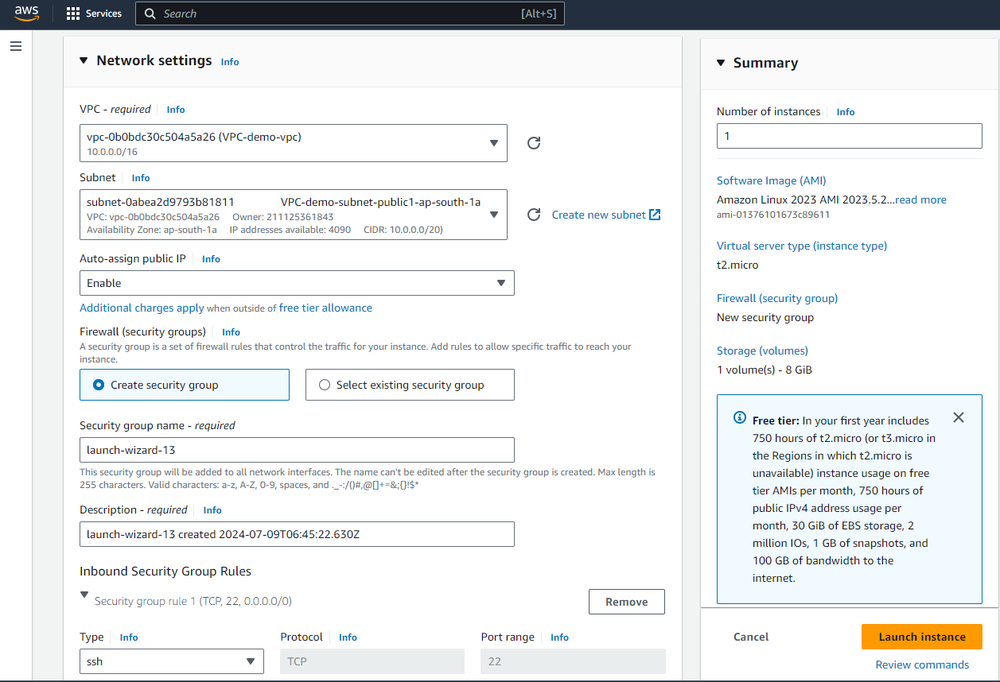 aws Services Search [Alt+S]
Network settings Info
VPC - required Info
vpc-0b0bdc30c504a5a26 (VPC-demo-vpc)
10.0.0.0/16
Subnet Info
subnet-0abea2d9793b81811 VPC-demo-subnet-public1-ap-south-1a
VPC: vpc-0b0bdc30c504a5a26 Owner: 211125361843
Availability Zone: ap-south-1a IP addresses available: 4090 CIDR: 10.0.0.0/20)
Create new subnet
Auto-assign public IP Info
Enable
Additional charges apply when outside of free tier allowance
Firewall (security groups) Info
A security group is a set of firewall rules that control the traffic for your instance. Add rules to allow specific traffic to reach your
instance.
Create security group Select existing security group
Security group name - required
launch-wizard-13
This security group will be added to all network interfaces. The name can't be edited after the security group is created. Max length is
255 characters. Valid characters: a-z, A-Z, 0-9, spaces, and ._-:/()#,@[]+=&;{}!$*
Description - required Info
launch-wizard-13 created 2024-07-09T06:45:22.630Z
Inbound Security Group Rules
Security group rule 1 (TCP, 22, 0.0.0.0/0) Remove
Type Info Protocol Info Port range Info
ssh TCP 22
Summary
Number of instances Info
1
Software Image (AMI)
Amazon Linux 2023 AMI 2023.5.2...read more
ami-01376101673c89611
Virtual server type (instance type)
t2.micro
Firewall (security group)
New security group
Storage (volumes)
1 volume(s) - 8 GiB
Free tier: In your first year includes
750 hours of t2.micro (or t3.micro in
the Regions in which t2.micro is
unavailable) instance usage on free
tier AMIs per month, 750 hours of
public IPv4 address usage per
month, 30 GiB of EBS storage, 2
million IOs, 1 GB of snapshots, and
100 GB of bandwidth to the
internet.
Cancel Launch instance
Review commands